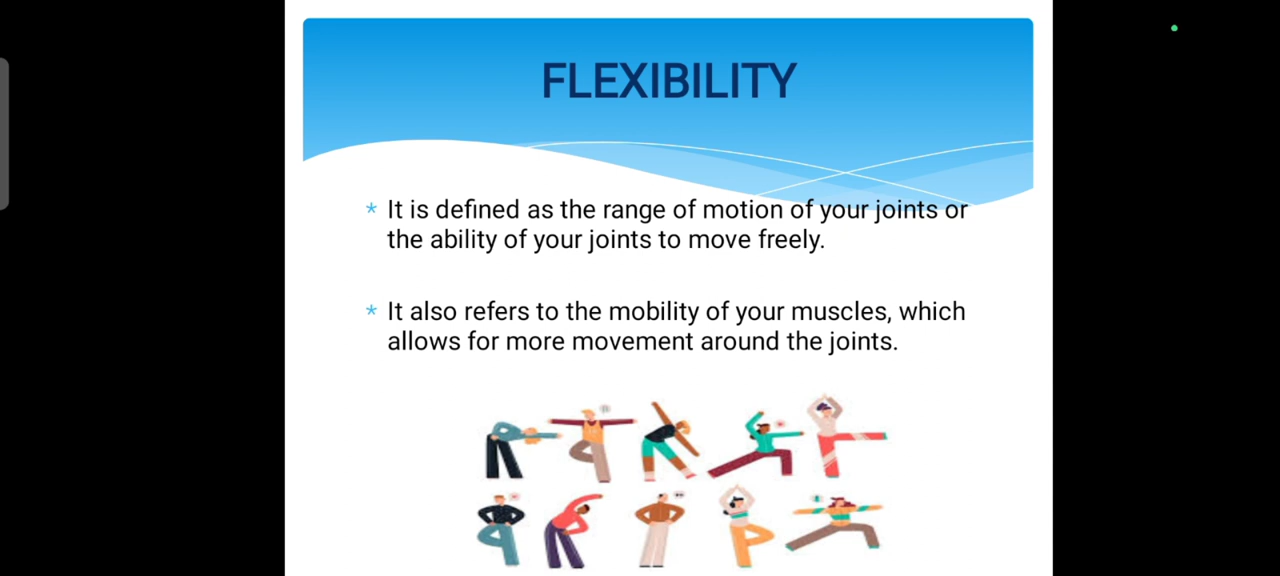 FLEXIBILITY
* It is defined as the range of motion of your joints or
the ability of your joints to move freely.
* It also refers to the mobility of your muscles, which
allows for more movement around the joints.